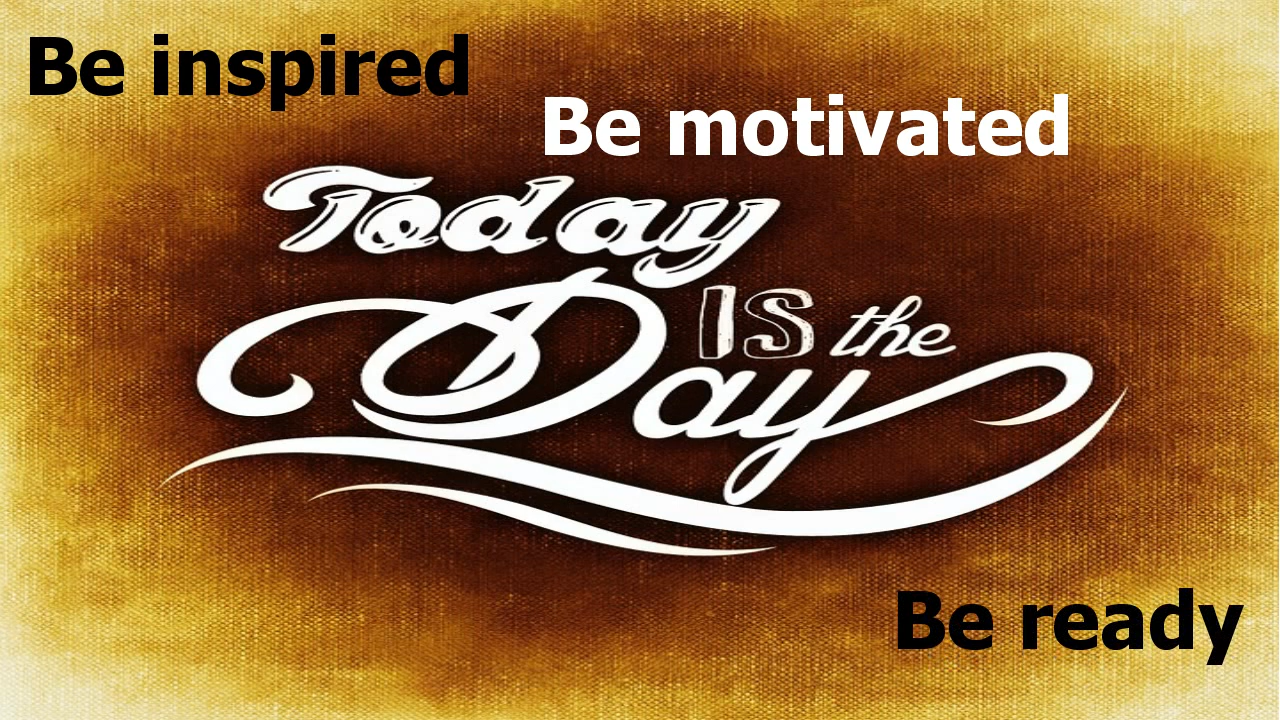 Be inspired
Be motivated
Today
IS the
Day
Be ready